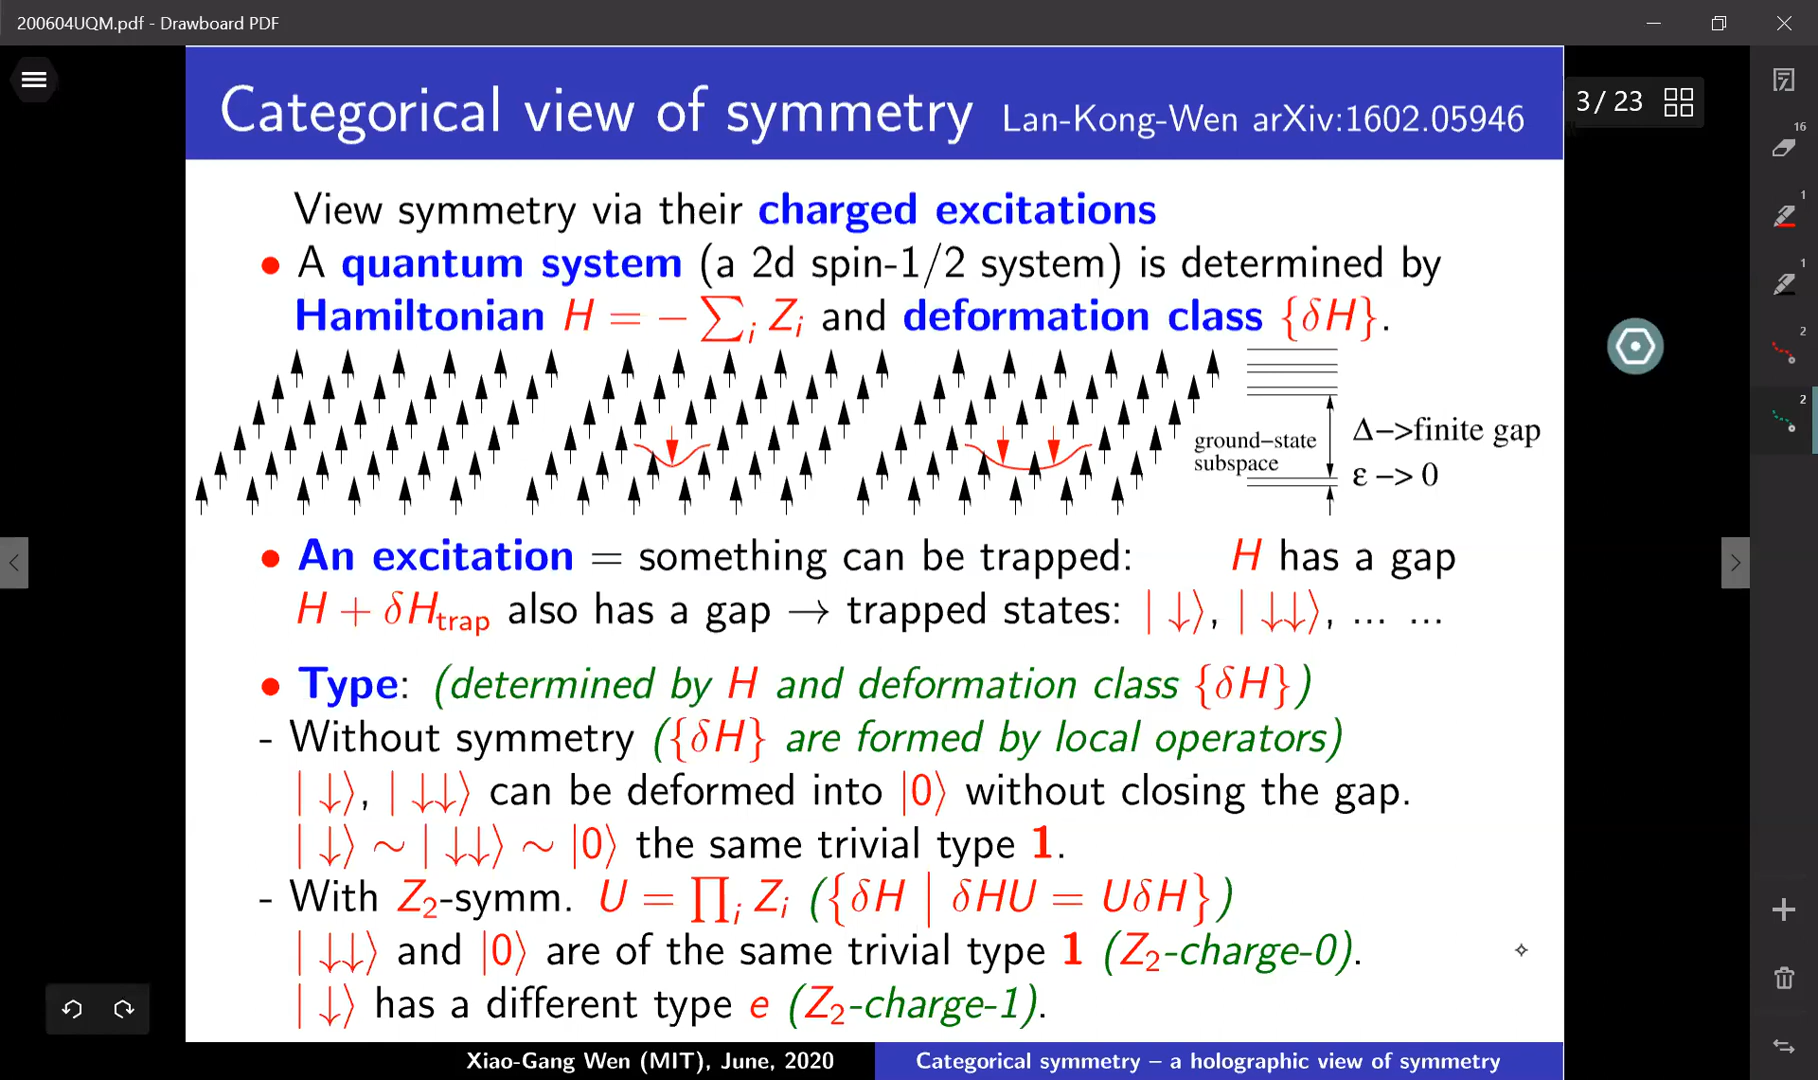 200604UQM.pdf - Drawboard PDF
Categorical view of symmetry Lan-Kong-Wen arXiv:1602.05946
3 / 23
View symmetry via their charged excitations
• A quantum system (a 2d spin-1/2 system) is determined by
Hamiltonian H = − ∑ᵢ Zᵢ and deformation class {δH}.
ground−state
subspace
Δ−>finite gap
ε −> 0
• An excitation = something can be trapped: H has a gap
H + δH_trap also has a gap → trapped states: | ↓⟩, | ↓↓⟩, ... ...
• Type: (determined by H and deformation class {δH})
- Without symmetry ({δH} are formed by local operators)
| ↓⟩, | ↓↓⟩ can be deformed into |0⟩ without closing the gap.
| ↓⟩ ∼ | ↓↓⟩ ∼ |0⟩ the same trivial type 1.
- With Z₂-symm. U = ∏ᵢ Zᵢ ({δH | δHU = UδH})
| ↓↓⟩ and |0⟩ are of the same trivial type 1 (Z₂-charge-0).
| ↓⟩ has a different type e (Z₂-charge-1).
Xiao-Gang Wen (MIT), June, 2020
Categorical symmetry – a holographic view of symmetry
16
1
1
2
2